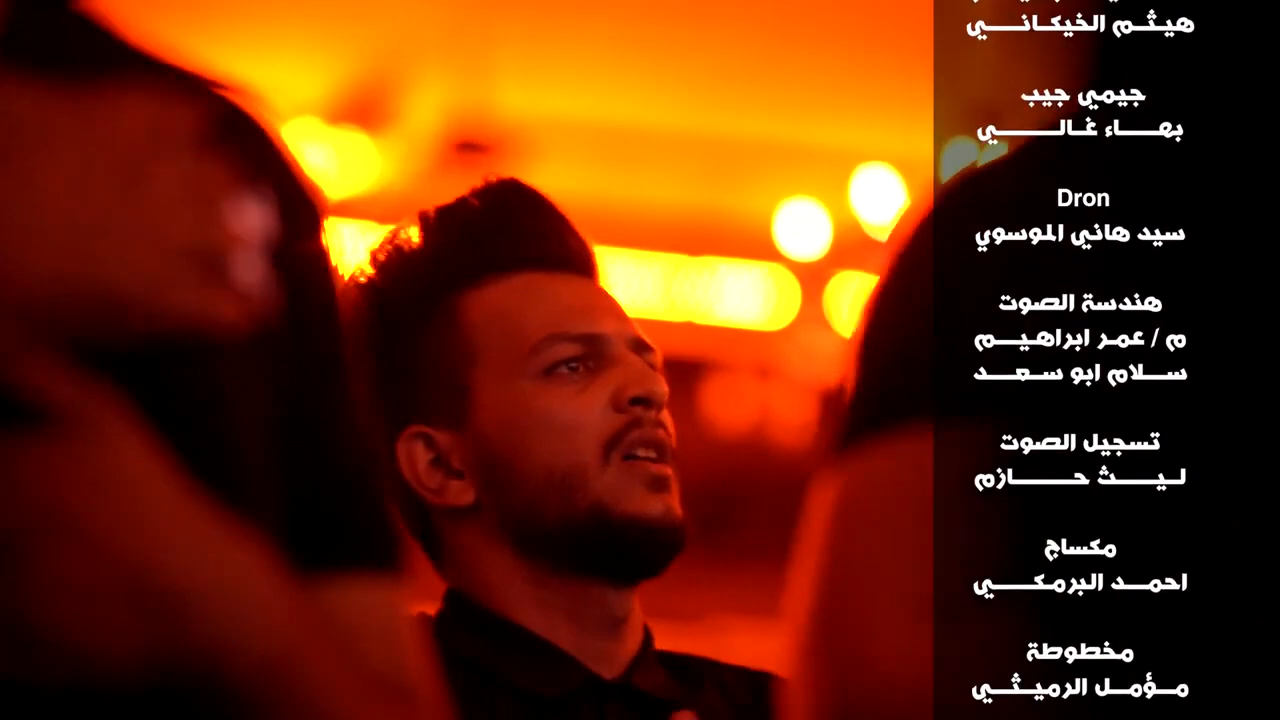 هيثم الخيكاني
جيمي جيب
بهاء غالي
Dron
سيد هاني الموسوي
هندسة الصوت
م / عمر ابراهيم
سلام ابو سعد
تسجيل الصوت
ليث حازم
مكساج
احمد البرمكي
مخطوطة
مؤمل الرميثي